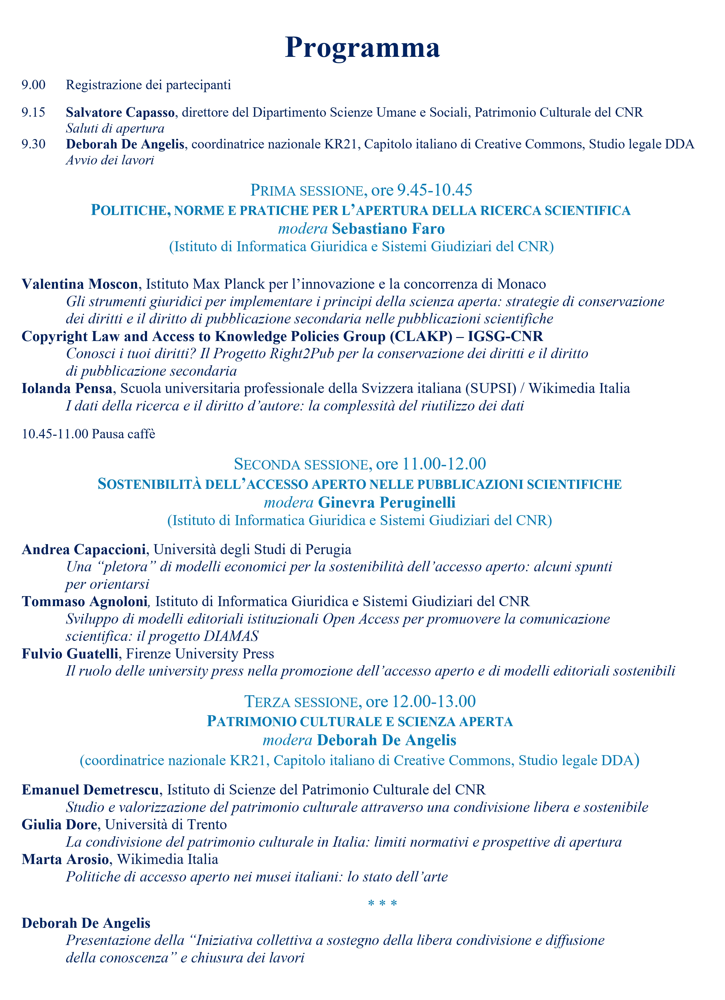 Programma
9.00 Registrazione dei partecipanti
9.15 Salvatore Capasso, direttore del Dipartimento Scienze Umane e Sociali, Patrimonio Culturale del CNR
Saluti di apertura
9.30 Deborah De Angelis, coordinatrice nazionale KR21, Capitolo italiano di Creative Commons, Studio legale DDA
Avvio dei lavori
PRIMA SESSIONE, ore 9.45-10.45
POLITICHE, NORME E PRATICHE PER L’APERTURA DELLA RICERCA SCIENTIFICA
modera Sebastiano Faro
(Istituto di Informatica Giuridica e Sistemi Giudiziari del CNR)
Valentina Moscon, Istituto Max Planck per l’innovazione e la concorrenza di Monaco
Gli strumenti giuridici per implementare i principi della scienza aperta: strategie di conservazione
dei diritti e il diritto di pubblicazione secondaria nelle pubblicazioni scientifiche
Copyright Law and Access to Knowledge Policies Group (CLAKP) – IGSG-CNR
Conosci i tuoi diritti? Il Progetto Right2Pub per la conservazione dei diritti e il diritto
di pubblicazione secondaria
Iolanda Pensa, Scuola universitaria professionale della Svizzera italiana (SUPSI) / Wikimedia Italia
I dati della ricerca e il diritto d’autore: la complessità del riutilizzo dei dati
10.45-11.00 Pausa caffè
SECONDA SESSIONE, ore 11.00-12.00
SOSTENIBILITÀ DELL’ACCESSO APERTO NELLE PUBBLICAZIONI SCIENTIFICHE
modera Ginevra Peruginelli
(Istituto di Informatica Giuridica e Sistemi Giudiziari del CNR)
Andrea Capaccioni, Università degli Studi di Perugia
Una “pletora” di modelli economici per la sostenibilità dell’accesso aperto: alcuni spunti
per orientarsi
Tommaso Agnoloni, Istituto di Informatica Giuridica e Sistemi Giudiziari del CNR
Sviluppo di modelli editoriali istituzionali Open Access per promuovere la comunicazione
scientifica: il progetto DIAMAS
Fulvio Guatelli, Firenze University Press
Il ruolo delle university press nella promozione dell’accesso aperto e di modelli editoriali sostenibili
TERZA SESSIONE, ore 12.00-13.00
PATRIMONIO CULTURALE E SCIENZA APERTA
modera Deborah De Angelis
(coordinatrice nazionale KR21, Capitolo italiano di Creative Commons, Studio legale DDA)
Emanuel Demetrescu, Istituto di Scienze del Patrimonio Culturale del CNR
Studio e valorizzazione del patrimonio culturale attraverso una condivisione libera e sostenibile
Giulia Dore, Università di Trento
La condivisione del patrimonio culturale in Italia: limiti normativi e prospettive di apertura
Marta Arosio, Wikimedia Italia
Politiche di accesso aperto nei musei italiani: lo stato dell’arte
* * *
Deborah De Angelis
Presentazione della “Iniziativa collettiva a sostegno della libera condivisione e diffusione
della conoscenza” e chiusura dei lavori